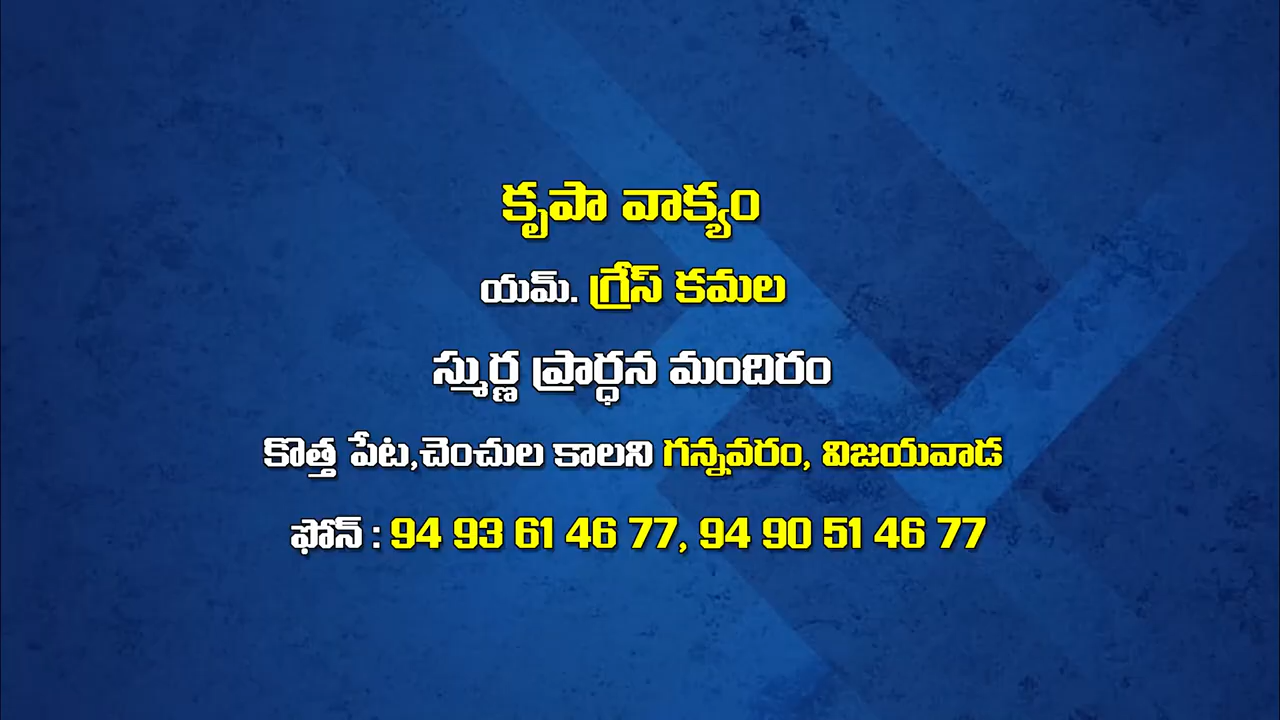 కృపా వాక్యం
యమ్. గ్రేస్ కమల
స్ముర్ణ ప్రార్ధన మందిరం
కొత్త పేట,చెంచుల కాలని గన్నవరం, విజయవాడ
ఫోన్ : 94 93 61 46 77, 94 90 51 46 77